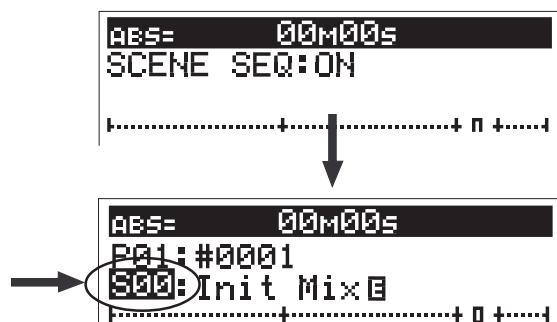 ABS= 00M00s
SCENE SEQ:ON
ABS= 00M00s
P01:#0001
S00:Init Mix E